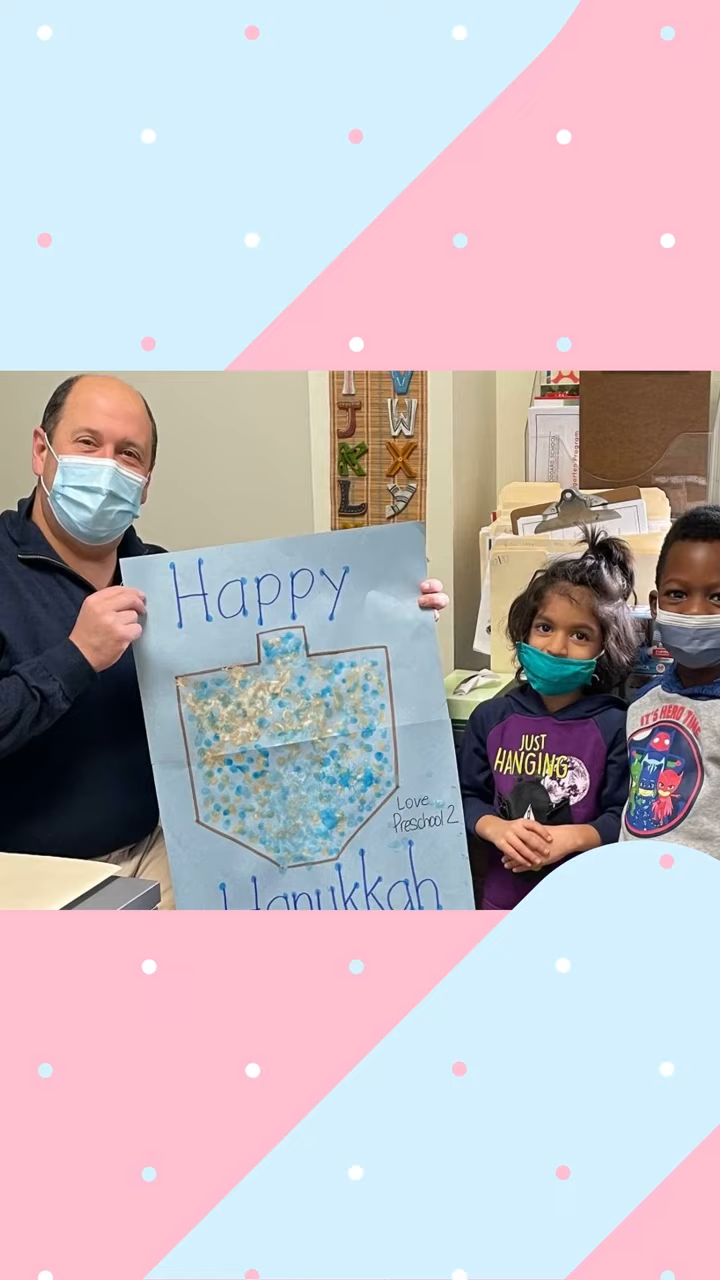 Happy
Love
Preschool 2
Hanukkah
J
K
L
V
W
X
Y
JUST
HANGING
IT'S HERO TIME